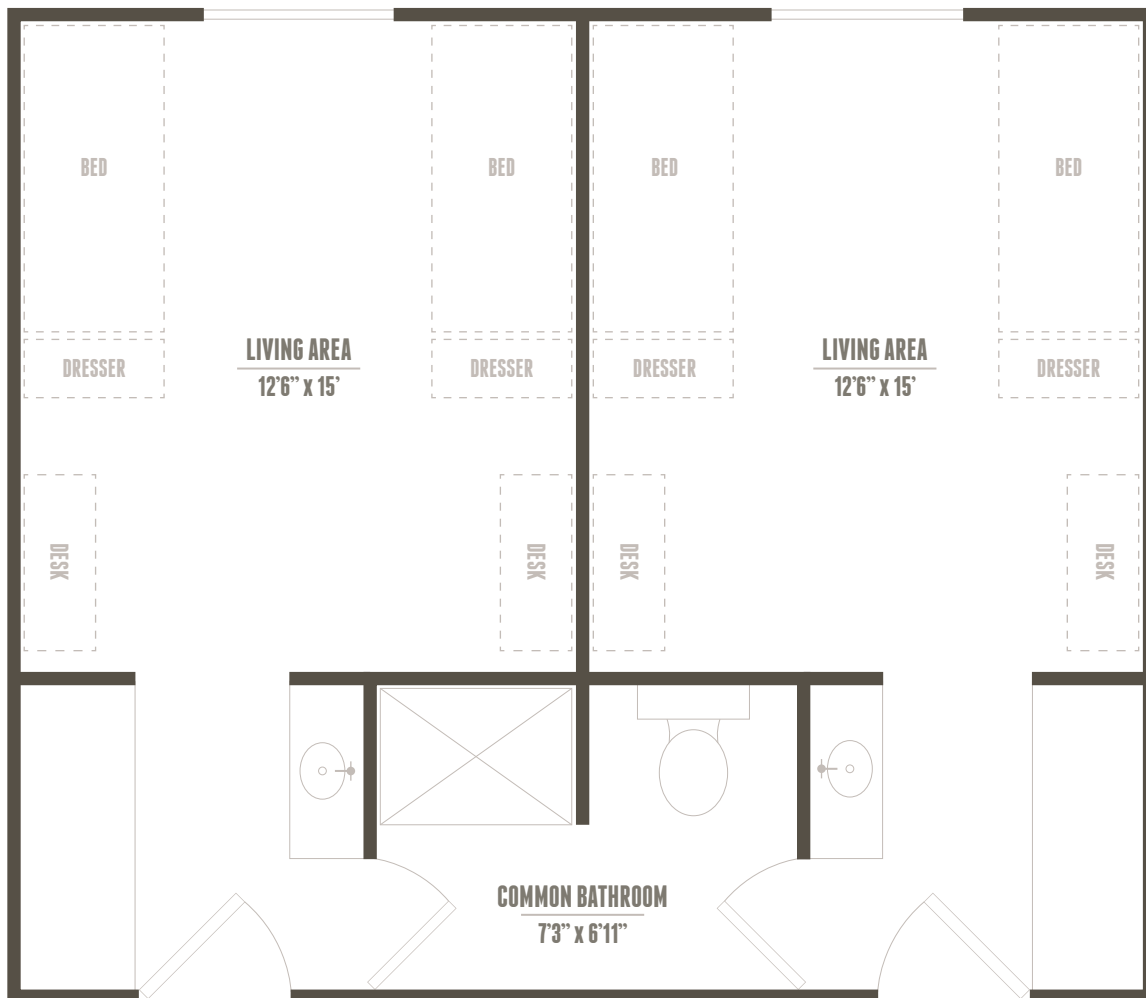 BED
BED
BED
BED
LIVING AREA
12'6” x 15'
LIVING AREA
12'6” x 15'
DRESSER
DRESSER
DRESSER
DRESSER
DESK
DESK
DESK
DESK
COMMON BATHROOM
7'3” x 6'11”